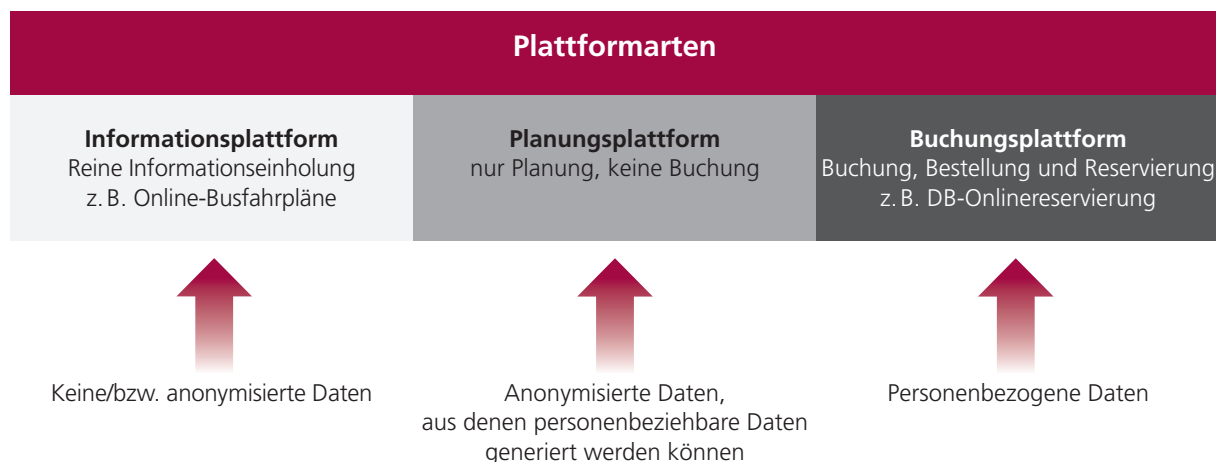 Plattformarten
Informationsplattform
Reine Informationseinholung
z. B. Online-Busfahrpläne
Planungsplattform
nur Planung, keine Buchung
Buchungsplattform
Buchung, Bestellung und Reservierung
z. B. DB-Onlinereservierung
Keine/bzw. anonymisierte Daten
Anonymisierte Daten,
aus denen personenbeziehbare Daten
generiert werden können
Personenbezogene Daten